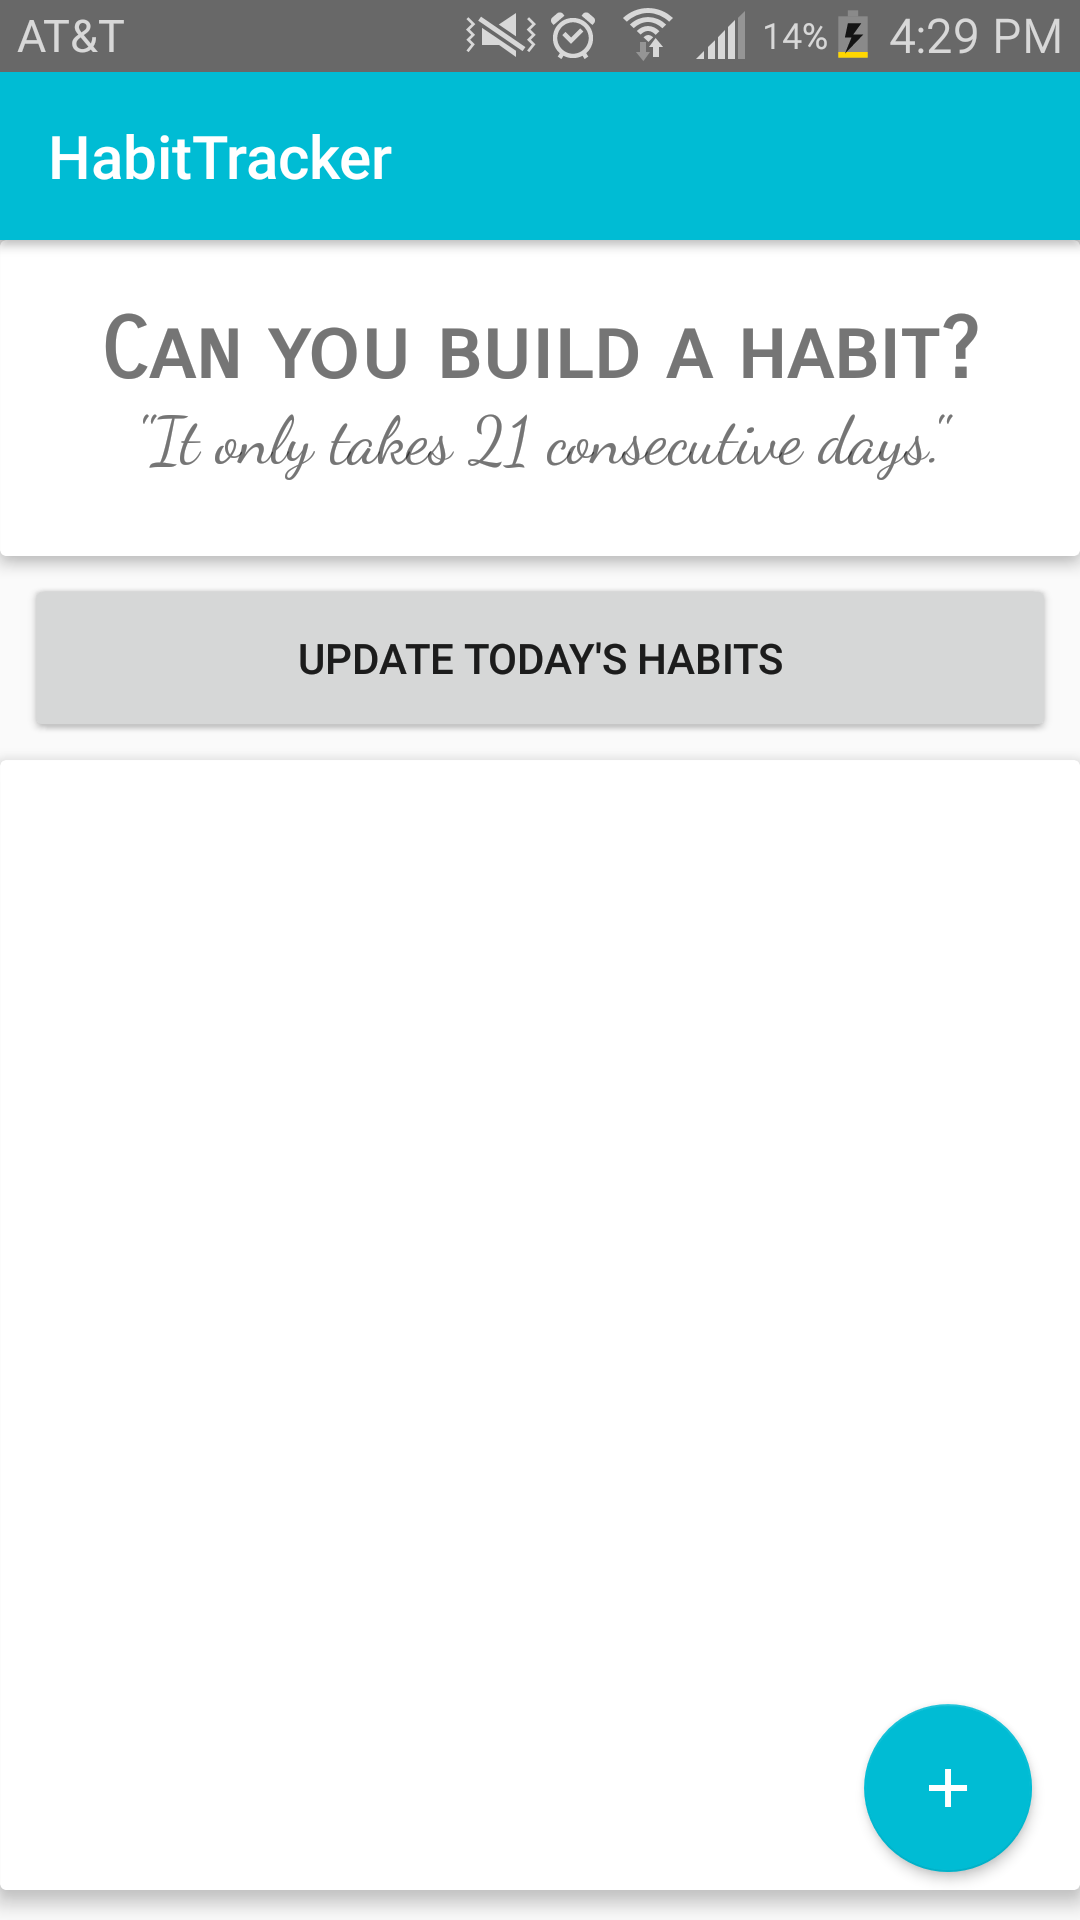 AT&T 14% 4:29 PM
HabitTracker
Can you build a habit?
"It only takes 21 consecutive days."
UPDATE TODAY'S HABITS